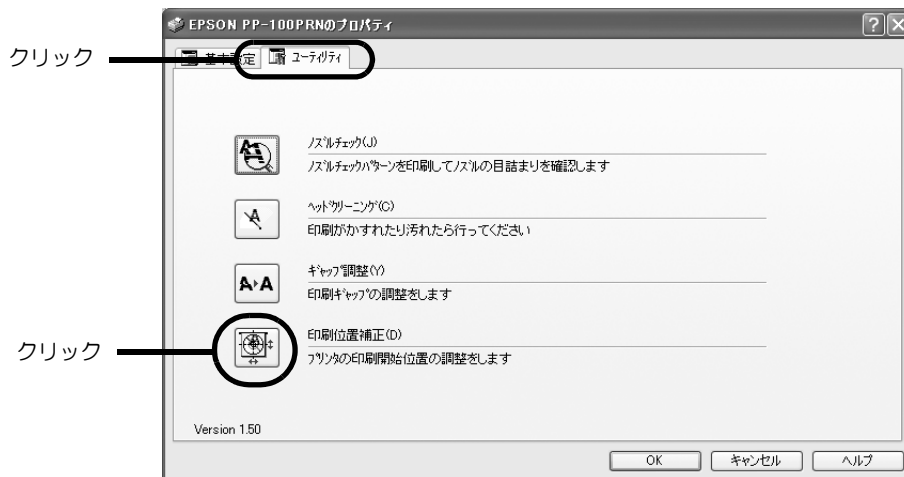 EPSON PP-100PRNのプロパティ
クリック
基本設定 ユーティリティ
ノズルチェック(J)
ノズルチェックパターンを印刷してノズルの目詰まりを確認します
ヘッドクリーニング(C)
印刷がかすれたり汚れたら行ってください
ギャップ調整(Y)
印刷ギャップの調整をします
クリック
印刷位置補正(D)
プリンタの印刷開始位置の調整をします
Version 1.50
OK キャンセル ヘルプ